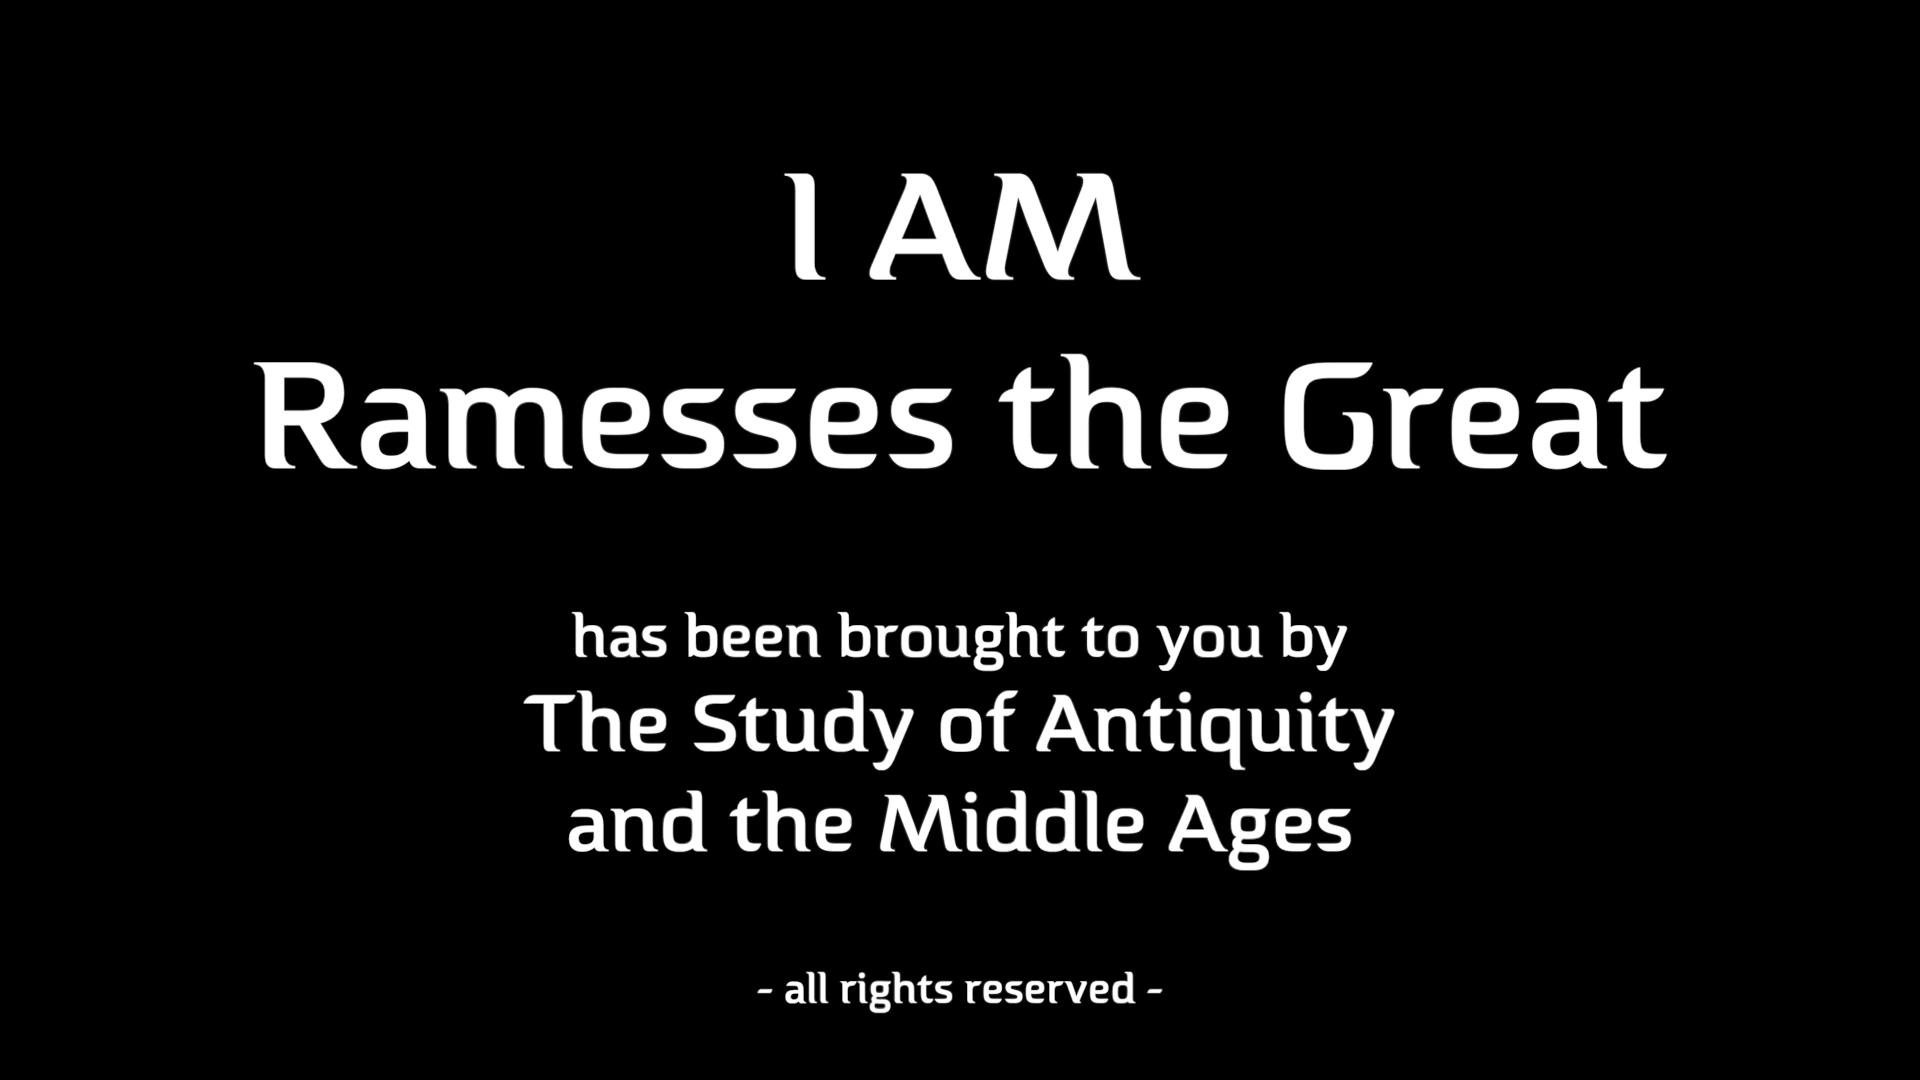 I AM
Ramesses the Great
has been brought to you by
The Study of Antiquity
and the Middle Ages
- all rights reserved -